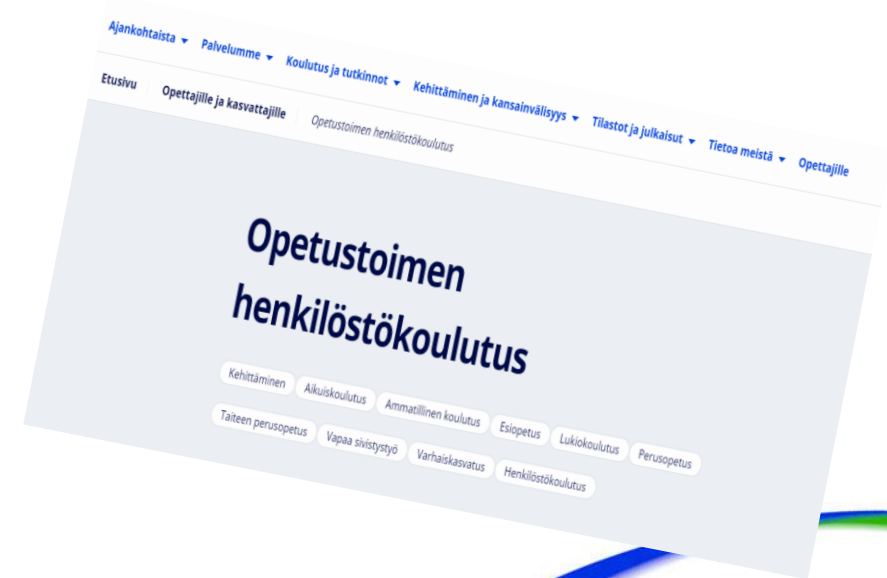 Ajankohtaista Palvelumme Koulutus ja tutkinnot Kehittäminen ja kansainvälisyys Tilastot ja julkaisut Tietoa meistä Opettajille
Etusivu Opettajille ja kasvattajille Opetustoimen henkilöstökoulutus
Opetustoimen
henkilöstökoulutus
Kehittäminen Aikuiskoulutus Ammatillinen koulutus Esiopetus Lukiokoulutus Perusopetus
Taiteen perusopetus Vapaa sivistystyö Varhaiskasvatus Henkilöstökoulutus